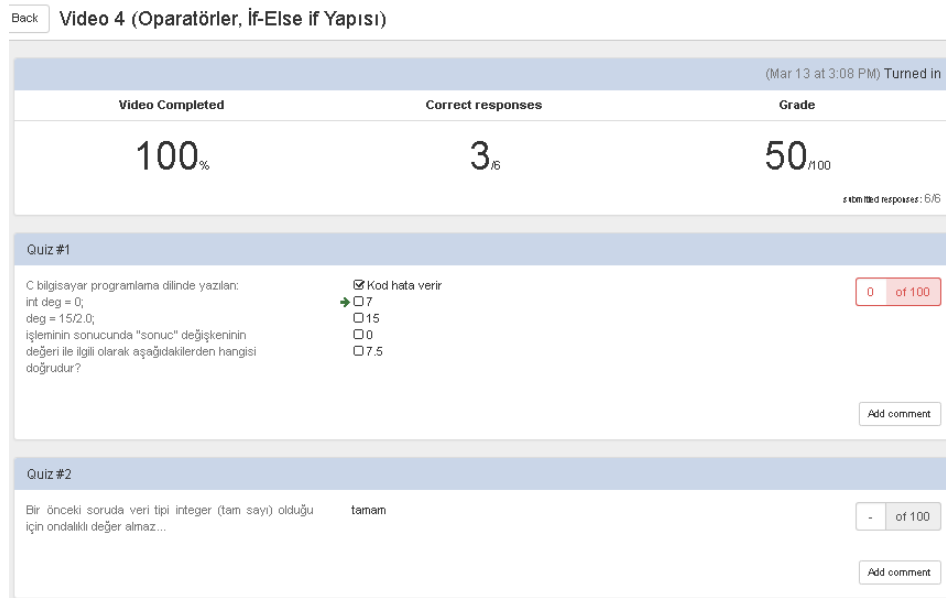 Back Video 4 (Oparatörler, İf-Else if Yapısı)
(Mar 13 at 3:08 PM) Turned in
Video Completed Correct responses Grade
100% 3/6 50/100
submitted responses: 6/6
Quiz #1
C bilgisayar programlama dilinde yazılan:
int deg = 0;
deg = 15/2.0;
işleminin sonucunda "sonuc" değişkeninin
değeri ile ilgili olarak aşağıdakilerden hangisi
doğrudur?
Kod hata verir
7
15
0
7.5
0 of 100
Add comment
Quiz #2
Bir önceki soruda veri tipi integer (tam sayı) olduğu
için ondalıklı değer almaz...
tamam
- of 100
Add comment